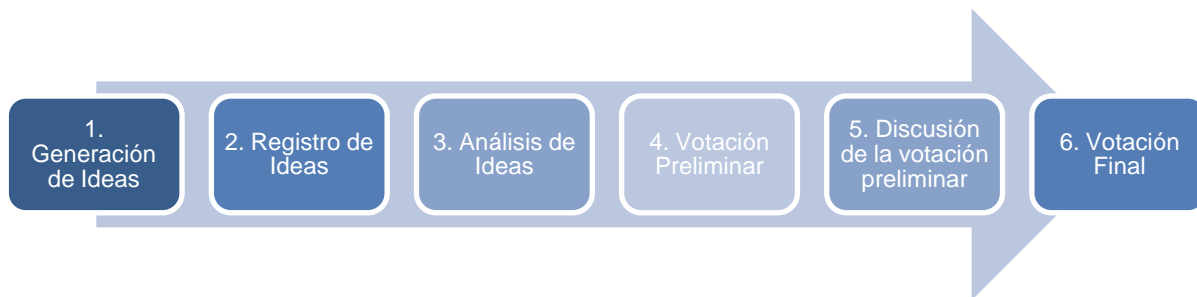 1.
Generación
de Ideas
2. Registro de
Ideas
3. Análisis de
Ideas
4. Votación
Preliminar
5. Discusión
de la votación
preliminar
6. Votación
Final